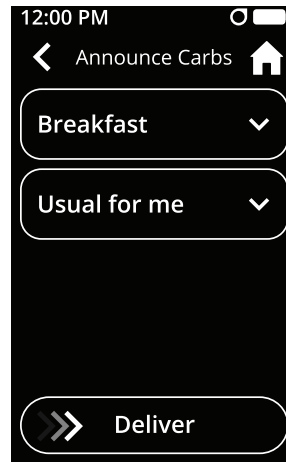 12:00 PM
Announce Carbs
Breakfast
Usual for me
Deliver